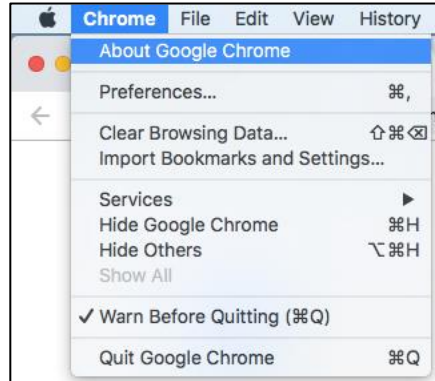 Chrome File Edit View History
About Google Chrome
Preferences... ⌘,
Clear Browsing Data... ⇧⌘⌫
Import Bookmarks and Settings...
Services ▶
Hide Google Chrome ⌘H
Hide Others ⌥⌘H
Show All
✓ Warn Before Quitting (⌘Q)
Quit Google Chrome ⌘Q